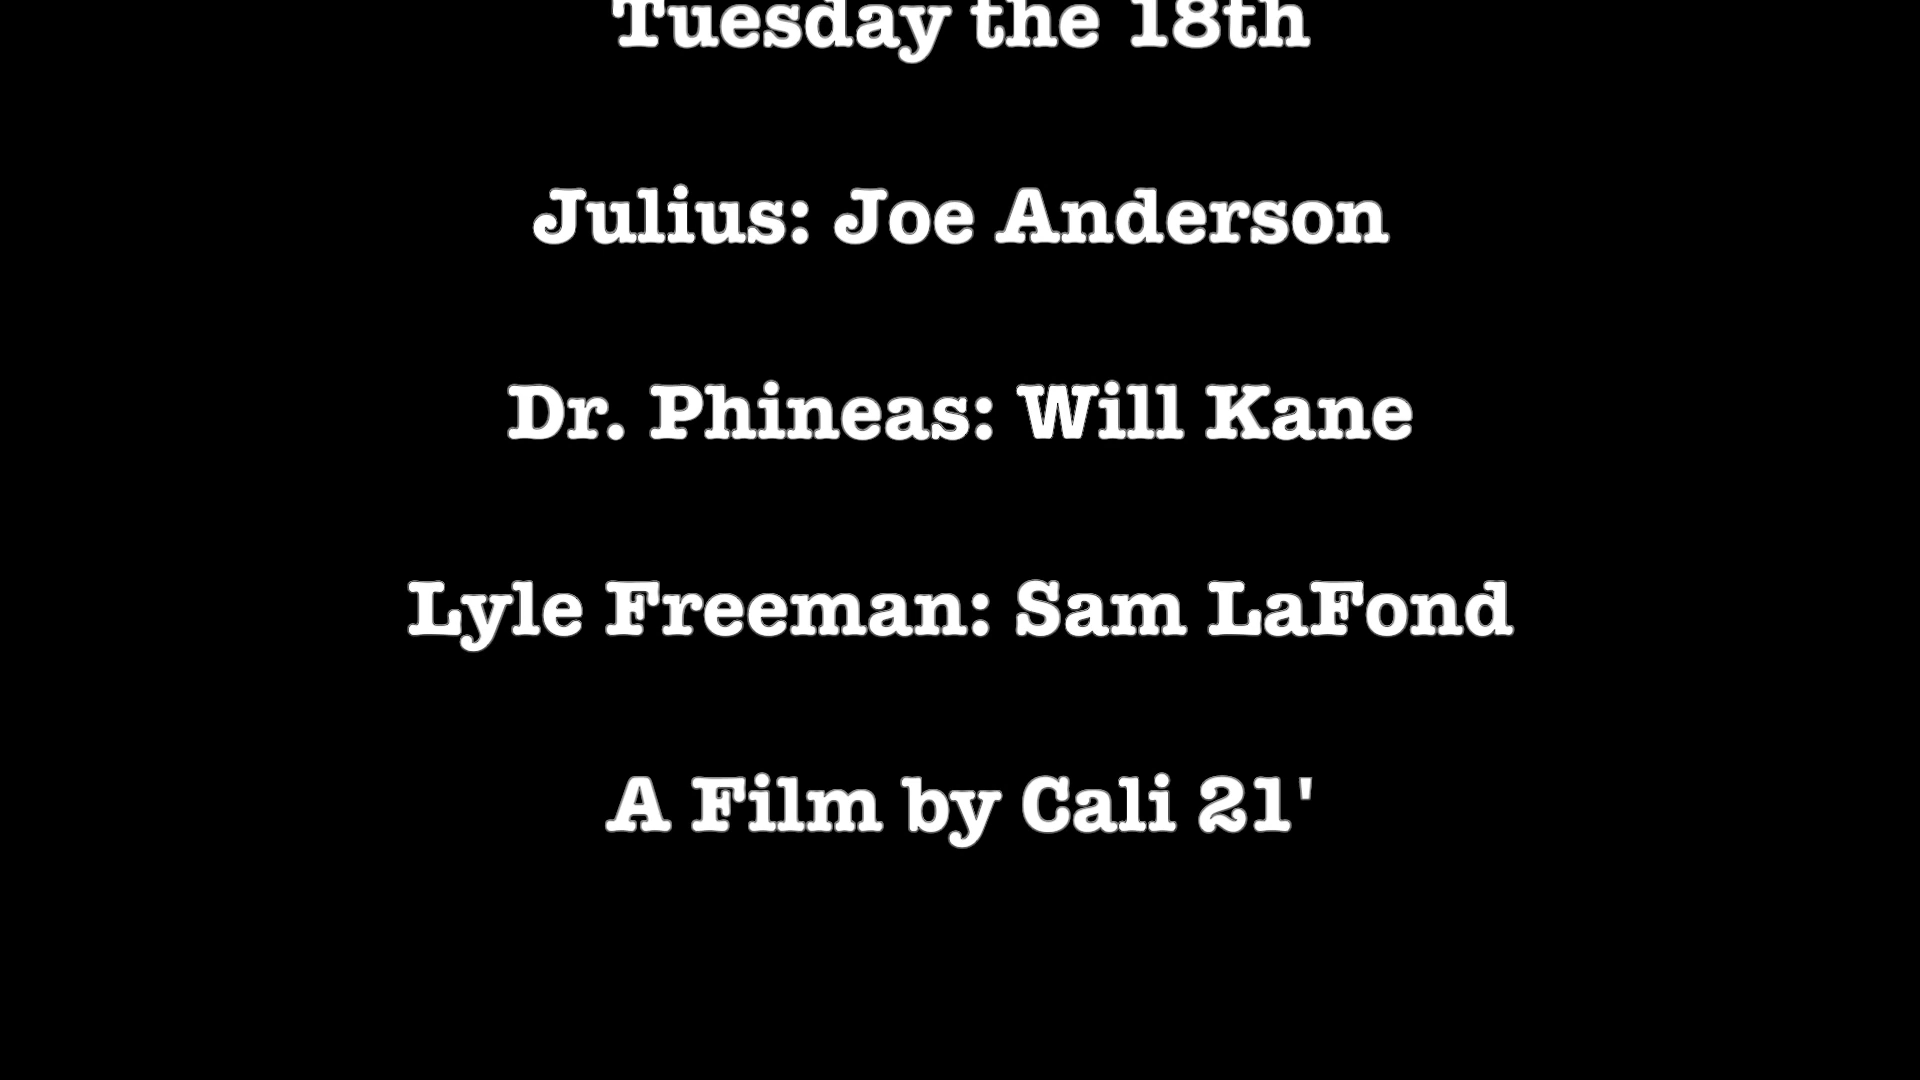 Tuesday the 18th
Julius: Joe Anderson
Dr. Phineas: Will Kane
Lyle Freeman: Sam LaFond
A Film by Cali 21'